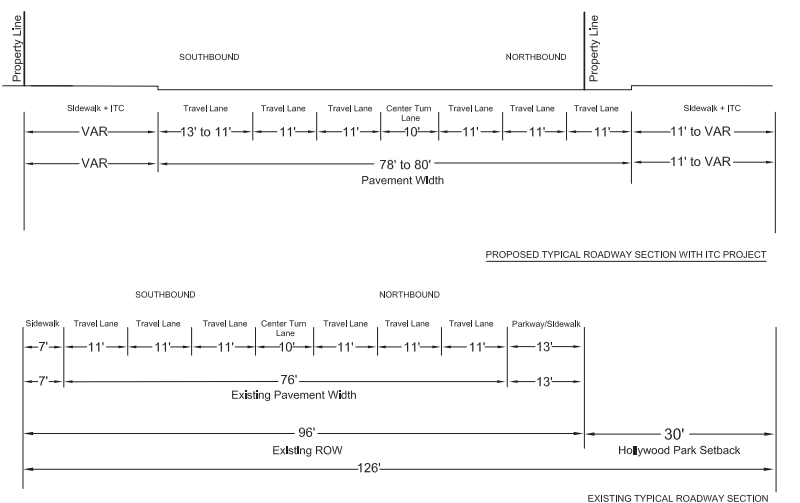 Property Line
Property Line
SOUTHBOUND NORTHBOUND
Sidewalk + ITC Travel Lane Travel Lane Travel Lane Center Turn Lane Travel Lane Travel Lane Travel Lane Sidewalk + ITC
VAR 13' to 11' 11' 11' 10' 11' 11' 11' 11' to VAR
VAR 78' to 80' 11' to VAR
Pavement Width
PROPOSED TYPICAL ROADWAY SECTION WITH ITC PROJECT
SOUTHBOUND NORTHBOUND
Sidewalk Travel Lane Travel Lane Travel Lane Center Turn Lane Travel Lane Travel Lane Travel Lane Parkway/Sidewalk
7' 11' 11' 11' 10' 11' 11' 11' 13'
7' 76' 13'
Existing Pavement Width
96' 30'
Existing ROW Hollywood Park Setback
126'
EXISTING TYPICAL ROADWAY SECTION